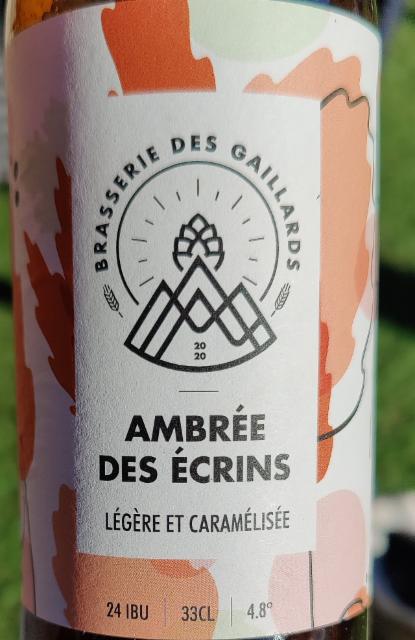 BRASSERIE DES GAILLARDS
20
20
AMBRÉE
DES ÉCRINS
LÉGÈRE ET CARAMÉLISÉE
24 IBU | 33CL | 4.8°